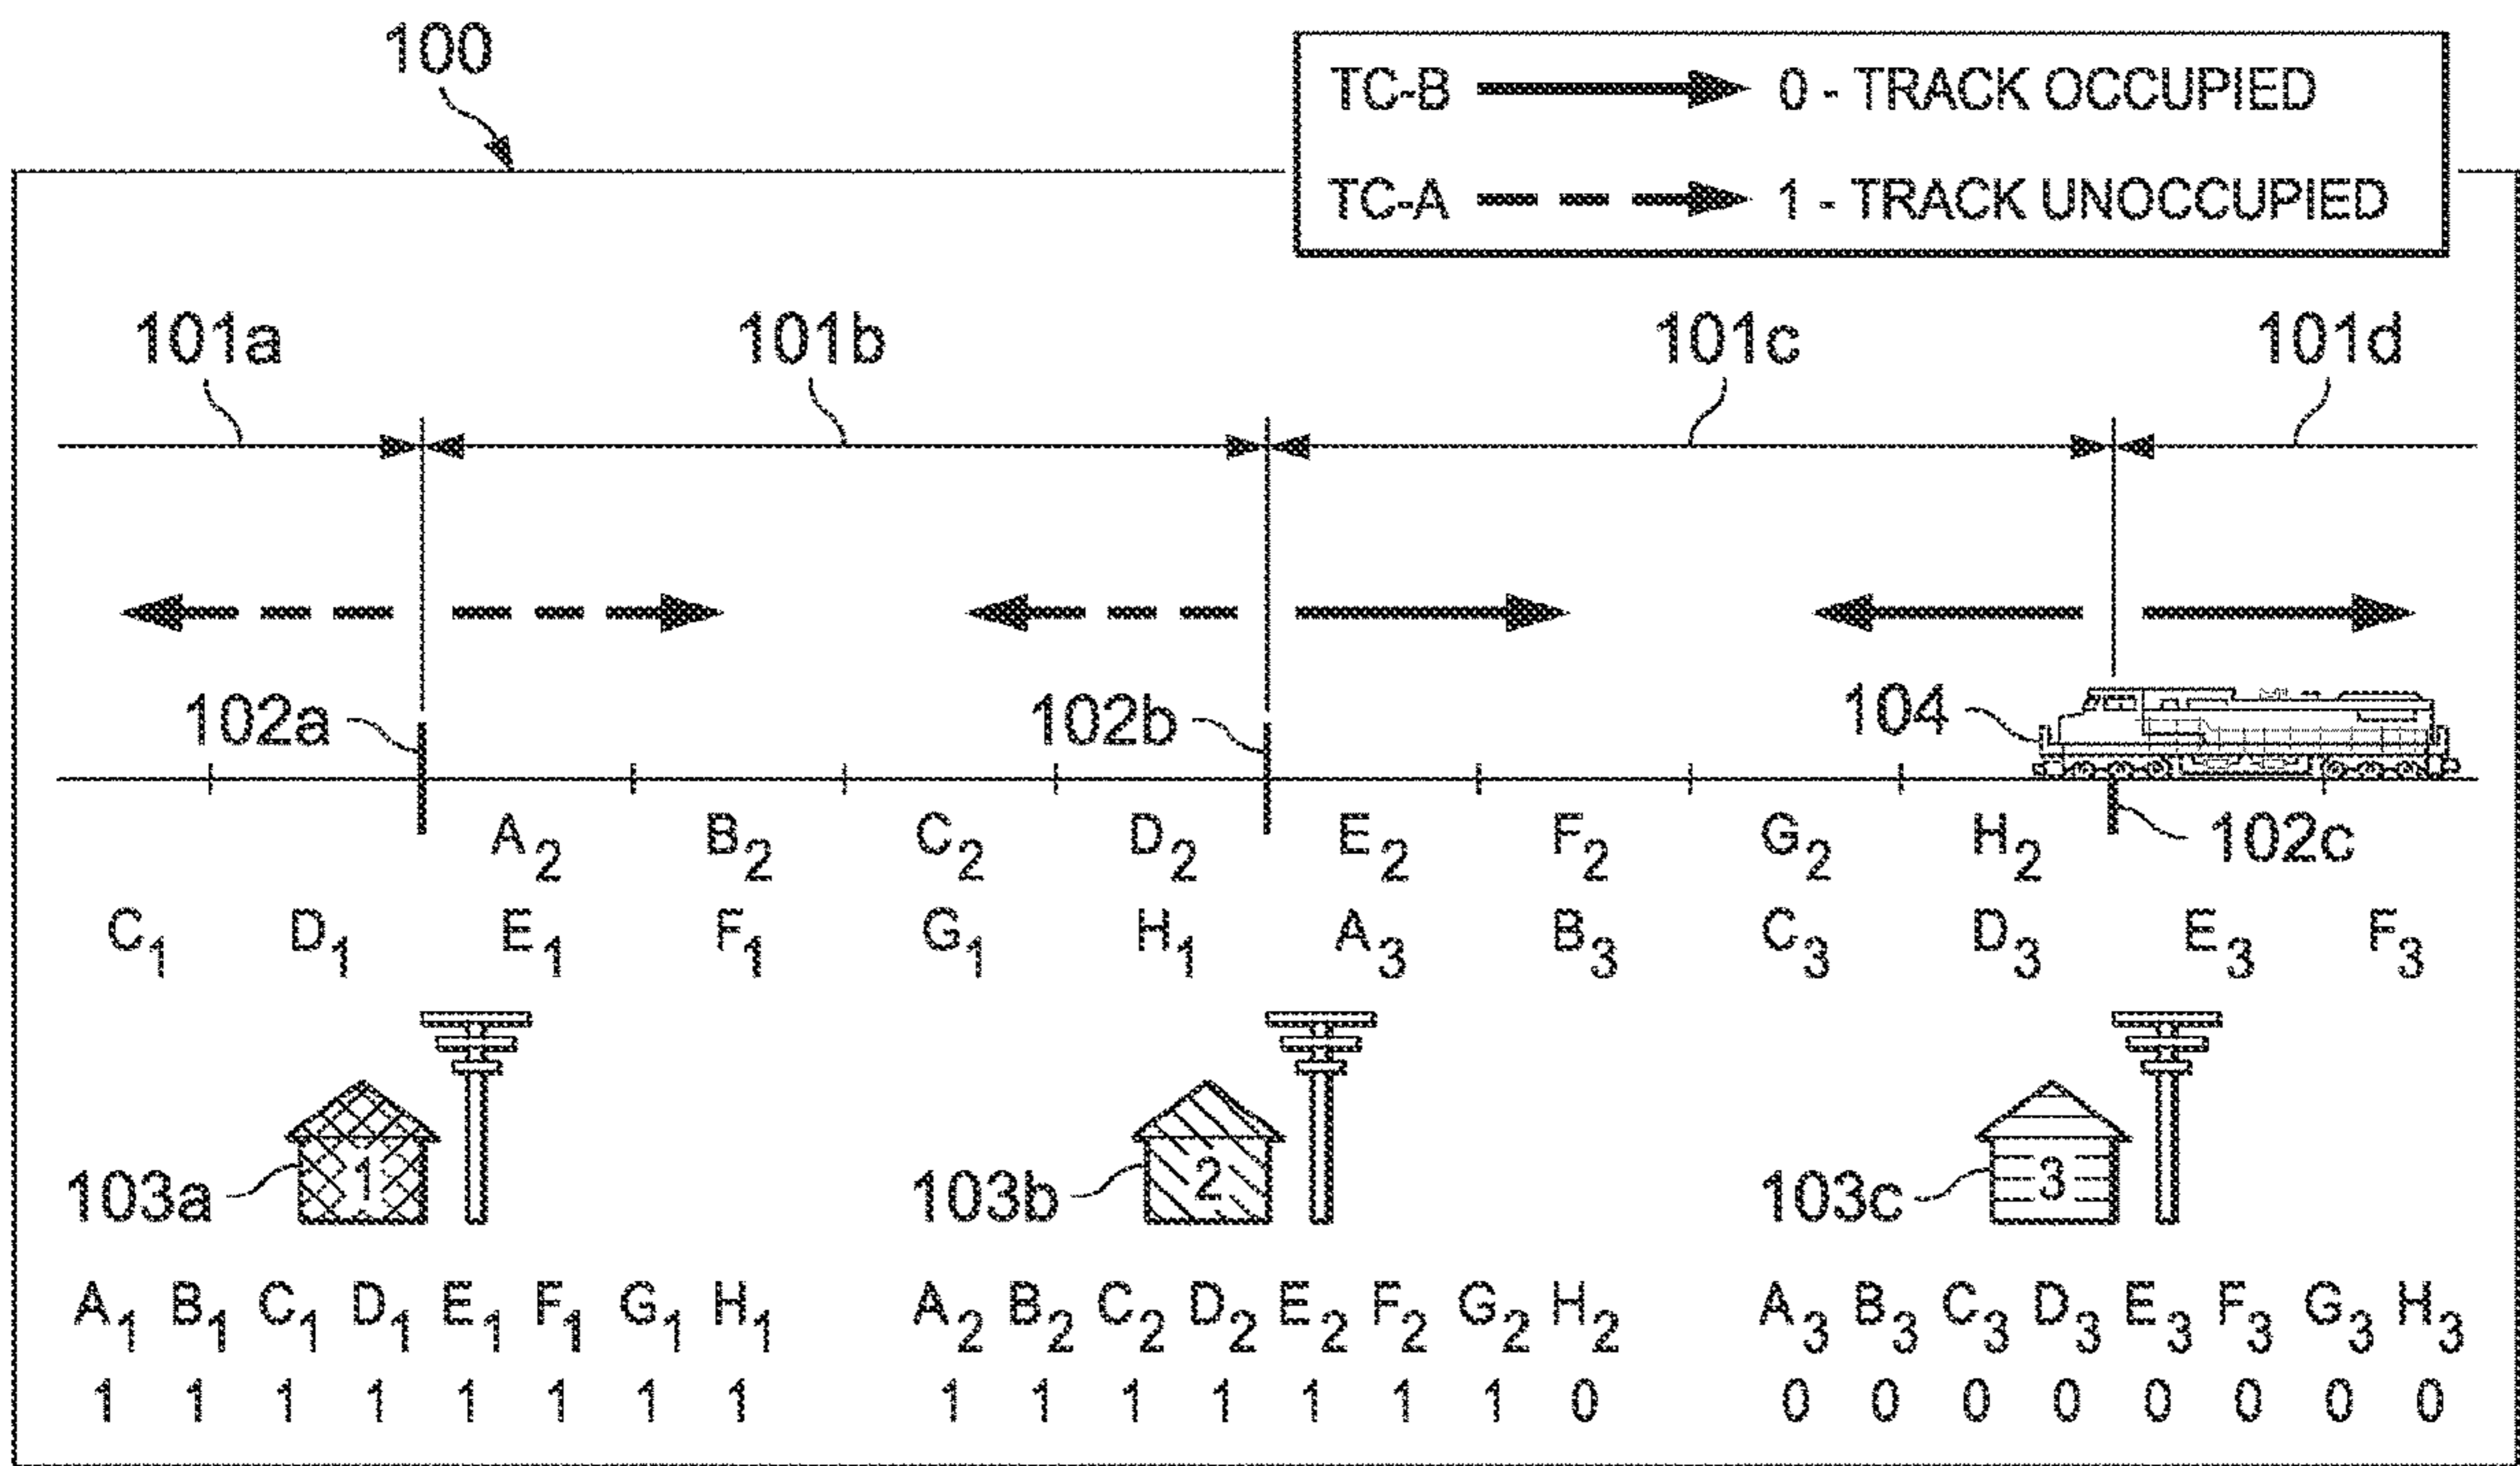 100
TC-B 0 - TRACK OCCUPIED
TC-A 1 - TRACK UNOCCUPIED
101a 101b 101c 101d
102a 102b 104
A2 B2 C2 D2 E2 F2 G2 H2 102c
C1 D1 E1 F1 G1 H1 A3 B3 C3 D3 E3 F3
103a 1 103b 2 103c 3
A1 B1 C1 D1 E1 F1 G1 H1 A2 B2 C2 D2 E2 F2 G2 H2 A3 B3 C3 D3 E3 F3 G3 H3
1 1 1 1 1 1 1 1 1 1 1 1 1 1 1 0 0 0 0 0 0 0 0 0